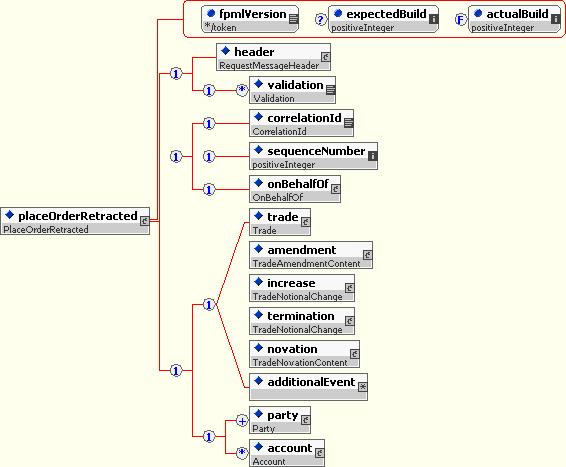 fpmlVersion
*/token
?
expectedBuild
positiveInteger
F
actualBuild
positiveInteger
header
RequestMessageHeader
1
1
*
validation
Validation
correlationId
CorrelationId
1
1
1
sequenceNumber
positiveInteger
1
onBehalfOf
OnBehalfOf
placeOrderRetracted
PlaceOrderRetracted
trade
Trade
amendment
TradeAmendmentContent
increase
TradeNotionalChange
1
termination
TradeNotionalChange
novation
TradeNovationContent
1
additionalEvent
party
Party
+
1
account
Account
*